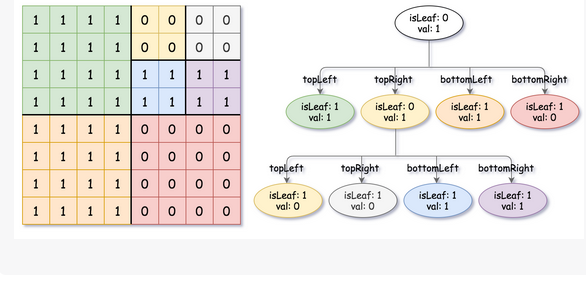 1 1 1 1 0 0 0 0
1 1 1 1 0 0 0 0
1 1 1 1 1 1 1 1
1 1 1 1 1 1 1 1
1 1 1 1 0 0 0 0
1 1 1 1 0 0 0 0
1 1 1 1 0 0 0 0
1 1 1 1 0 0 0 0
isLeaf: 0
val: 1
topLeft topRight bottomLeft bottomRight
isLeaf: 1 isLeaf: 0 isLeaf: 1 isLeaf: 1
val: 1 val: 1 val: 1 val: 0
topLeft topRight bottomLeft bottomRight
isLeaf: 1 isLeaf: 1 isLeaf: 1 isLeaf: 1
val: 0 val: 0 val: 1 val: 1